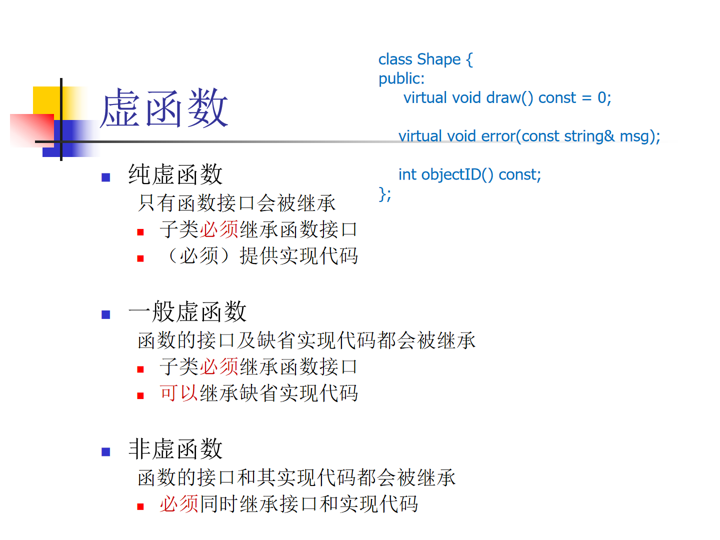 class Shape {
public:
virtual void draw() const = 0;
virtual void error(const string& msg);
int objectID() const;
};
虚函数
纯虚函数
只有函数接口会被继承
子类必须继承函数接口
（必须）提供实现代码
一般虚函数
函数的接口及缺省实现代码都会被继承
子类必须继承函数接口
可以继承缺省实现代码
非虚函数
函数的接口和其实现代码都会被继承
必须同时继承接口和实现代码